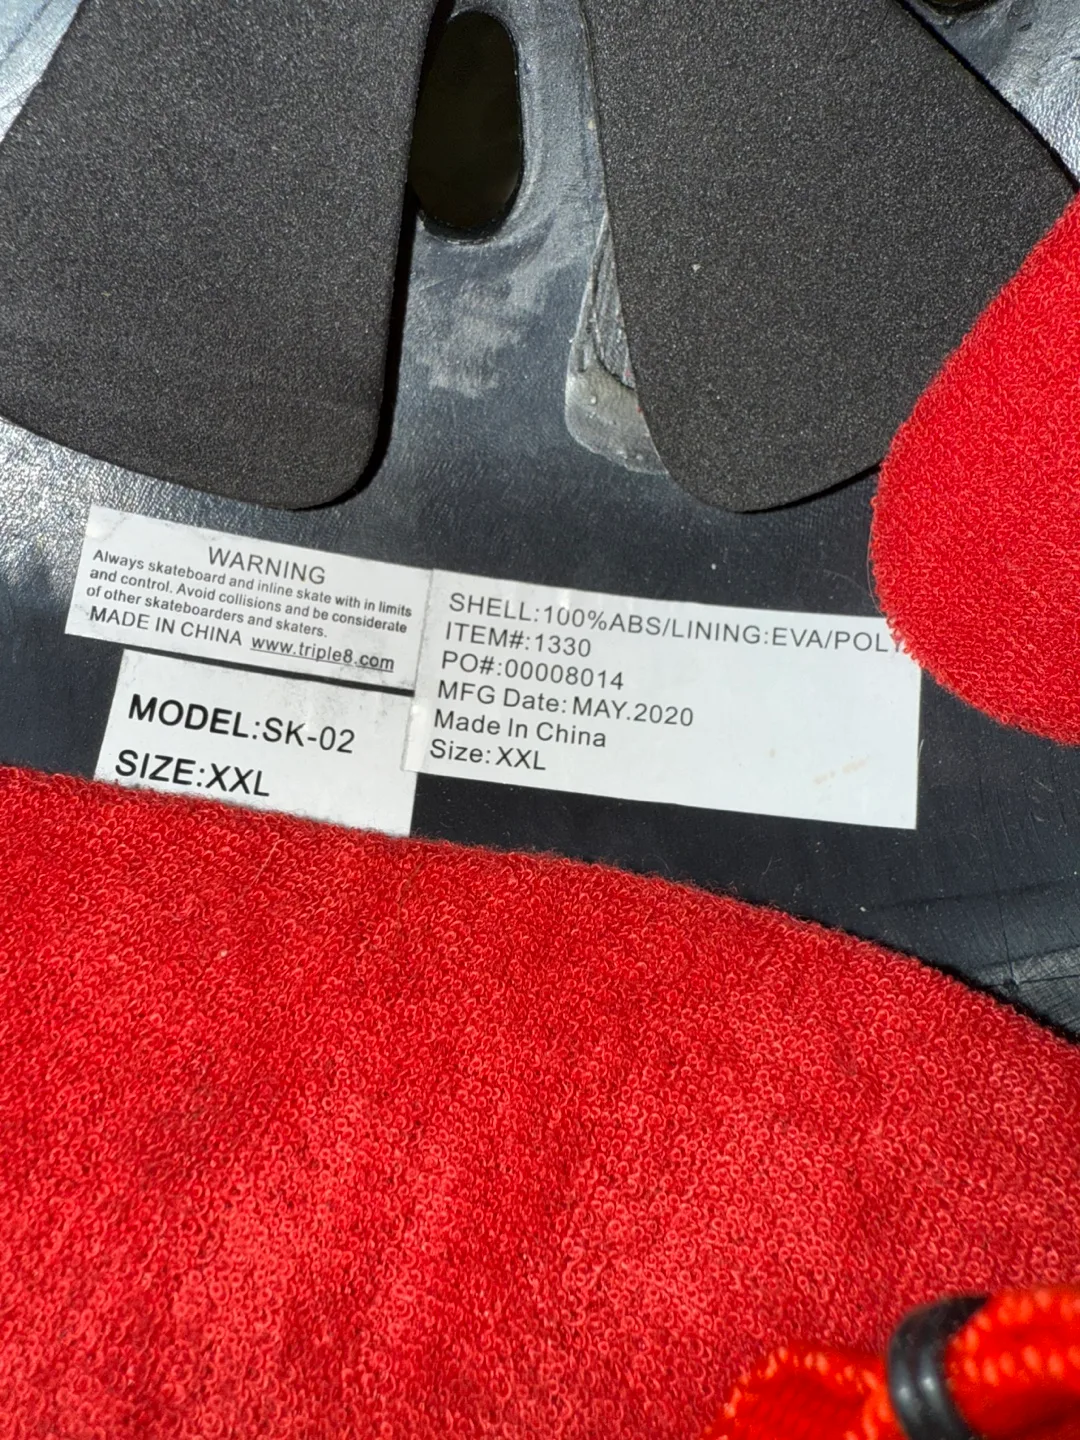 WARNING
Always skateboard and inline skate with in limits
and control. Avoid collisions and be considerate
of other skateboarders and skaters.
MADE IN CHINA www.triple8.com
MODEL:SK-02
SIZE:XXL
SHELL:100%ABS/LINING:EVA/POLY
ITEM#:1330
PO#:00008014
MFG Date: MAY.2020
Made In China
Size: XXL